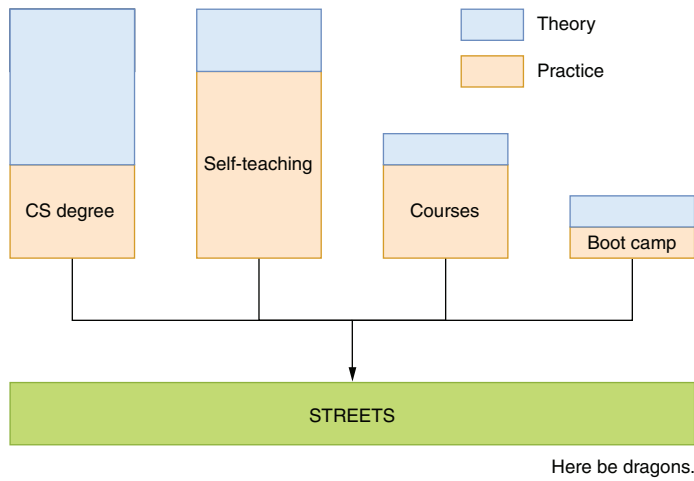 Theory
Practice
CS degree
Self-teaching
Courses
Boot camp
STREETS
Here be dragons.